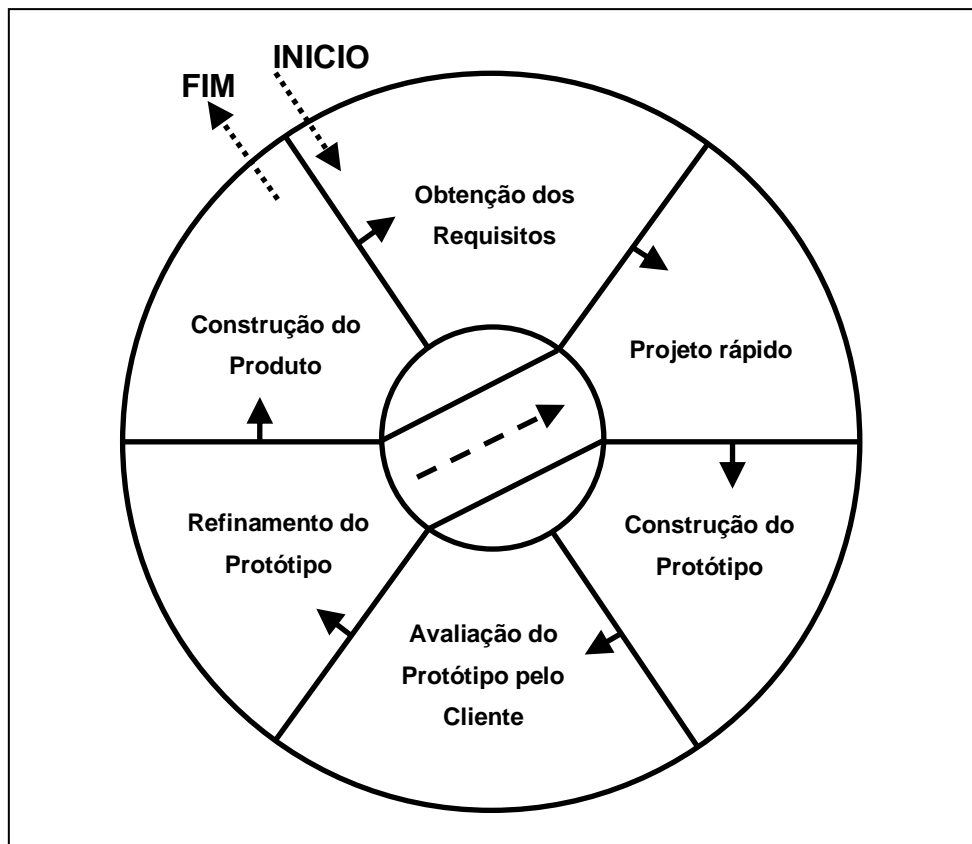 INICIO
FIM
Obtenção dos
Requisitos
Projeto rápido
Construção do
Protótipo
Avaliação do
Protótipo pelo
Cliente
Refinamento do
Protótipo
Construção do
Produto